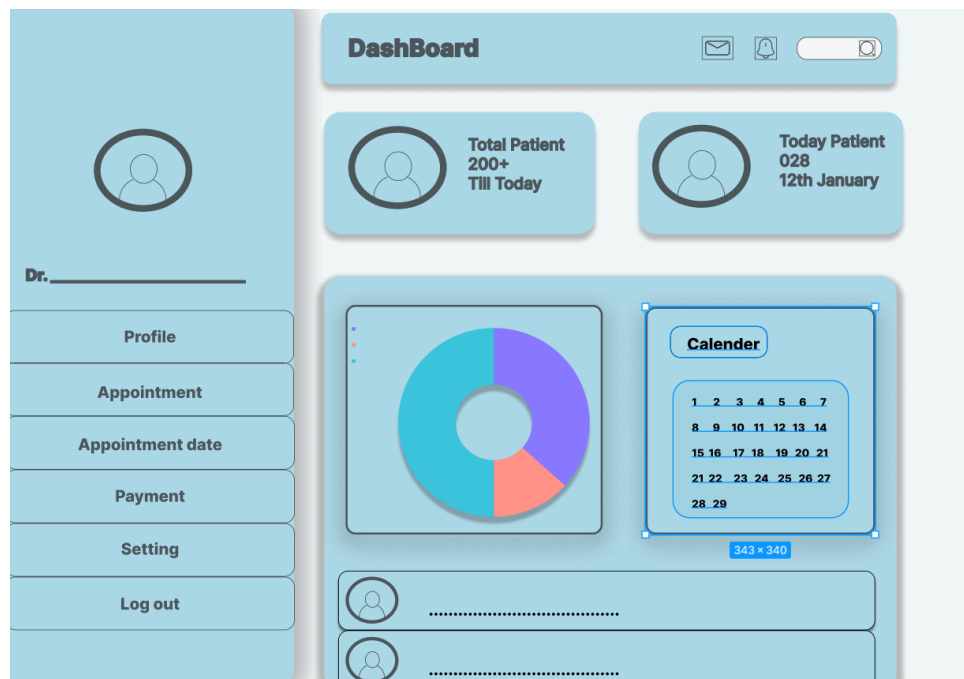 DashBoard
Total Patient
200+
Till Today
Today Patient
028
12th January
Dr.
Profile
Appointment
Appointment date
Payment
Setting
Log out
Calender
1 2 3 4 5 6 7
8 9 10 11 12 13 14
15 16 17 18 19 20 21
21 22 23 24 25 26 27
28 29
343 × 340